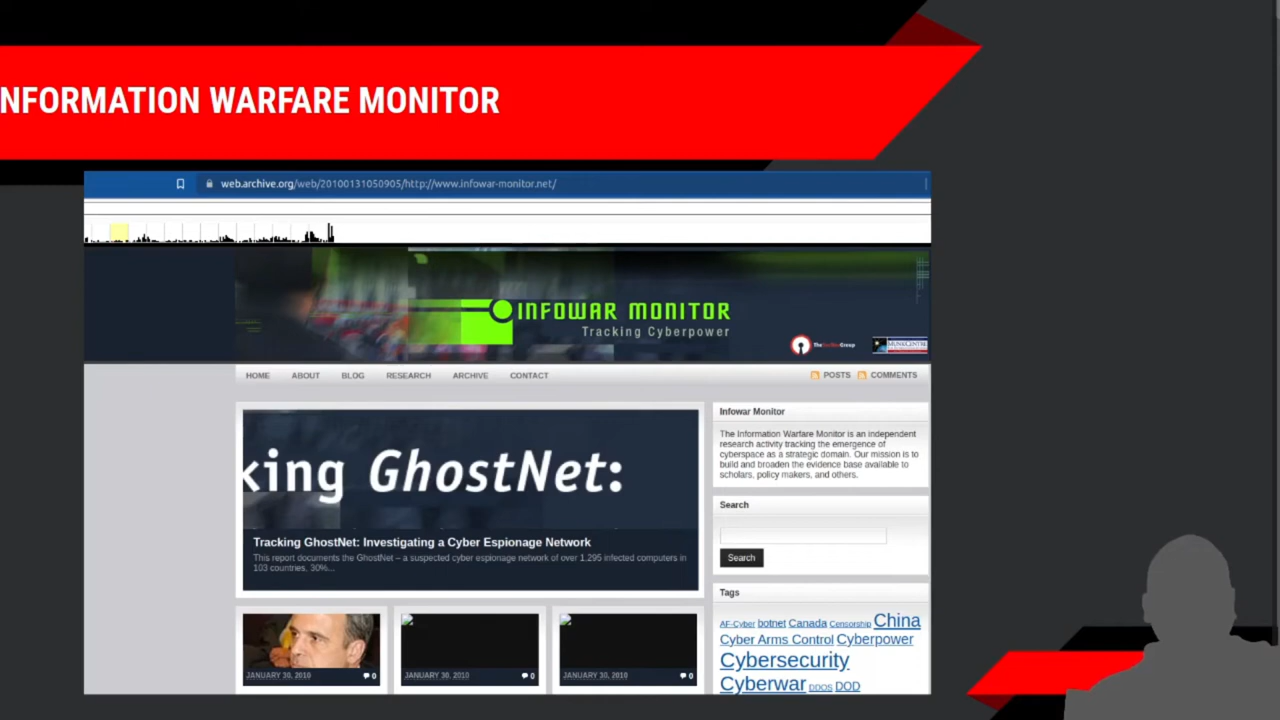 NFORMATION WARFARE MONITOR
web.archive.org/web/20100131050905/http://www.infowar-monitor.net/
INFOWAR MONITOR
Tracking Cyberpower
HOME ABOUT BLOG RESEARCH ARCHIVE CONTACT
POSTS COMMENTS
king GhostNet:
Tracking GhostNet: Investigating a Cyber Espionage Network
This report documents the GhostNet – a suspected cyber espionage network of over 1,295 infected computers in
103 countries, 30%...
JANUARY 30, 2010 0
JANUARY 30, 2010 0
JANUARY 30, 2010 0
Infowar Monitor
The Information Warfare Monitor is an independent
research activity tracking the emergence of
cyberspace as a strategic domain. Our mission is to
build and broaden the evidence base available to
scholars, policy makers, and others.
Search
Search
Tags
AF-Cyber botnet Canada Censorship China
Cyber Arms Control Cyberpower
Cybersecurity
Cyberwar DDOS DOD